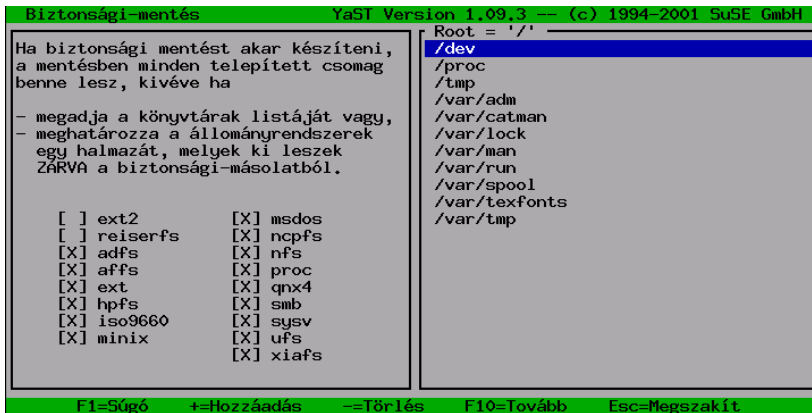 Biztonsági-mentés YaST Version 1.09.3 -- (c) 1994-2001 SuSE GmbH
Ha biztonsági mentést akar készíteni,
a mentésben minden telepített csomag
benne lesz, kivéve ha
- megadja a könyvtárak listáját vagy,
- meghatározza a állományrendszerek
egy halmazát, melyek ki leszek
ZÁRVA a biztonsági-másolatból.
[ ] ext2 [X] msdos
[ ] reiserfs [X] ncpfs
[X] adfs [X] nfs
[X] affs [X] proc
[X] ext [X] qnx4
[X] hpfs [X] smb
[X] iso9660 [X] sysv
[X] minix [X] ufs
[X] xiafs
Root = '/'
/dev
/proc
/tmp
/var/adm
/var/catman
/var/lock
/var/man
/var/run
/var/spool
/var/texfonts
/var/tmp
F1=Súgó +=Hozzáadás -=Törlés F10=Tovább Esc=Megszakít